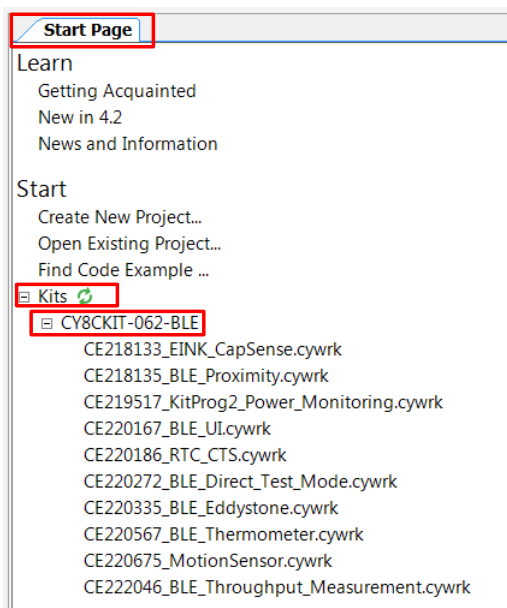 Start Page
Learn
Getting Acquainted
New in 4.2
News and Information
Start
Create New Project...
Open Existing Project...
Find Code Example ...
Kits
CY8CKIT-062-BLE
CE218133_EINK_CapSense.cywrk
CE218135_BLE_Proximity.cywrk
CE219517_KitProg2_Power_Monitoring.cywrk
CE220167_BLE_UI.cywrk
CE220186_RTC_CTS.cywrk
CE220272_BLE_Direct_Test_Mode.cywrk
CE220335_BLE_Eddystone.cywrk
CE220567_BLE_Thermometer.cywrk
CE220675_MotionSensor.cywrk
CE222046_BLE_Throughput_Measurement.cywrk